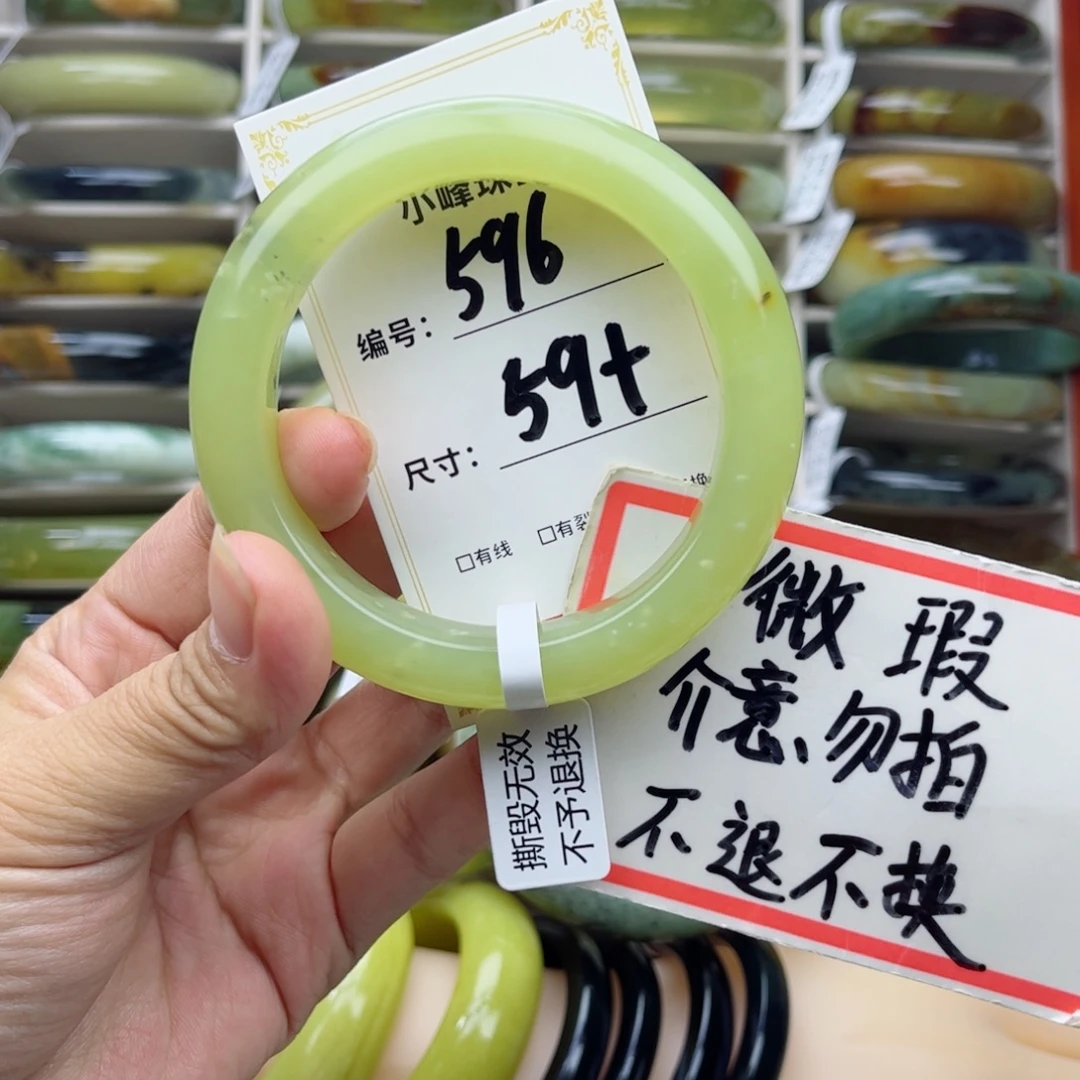 小峰珠
编号：596
尺寸：59+
□有线 □有裂
换
微 瑕
介意、勿拍
不退不换
撕毁无效
不予退换